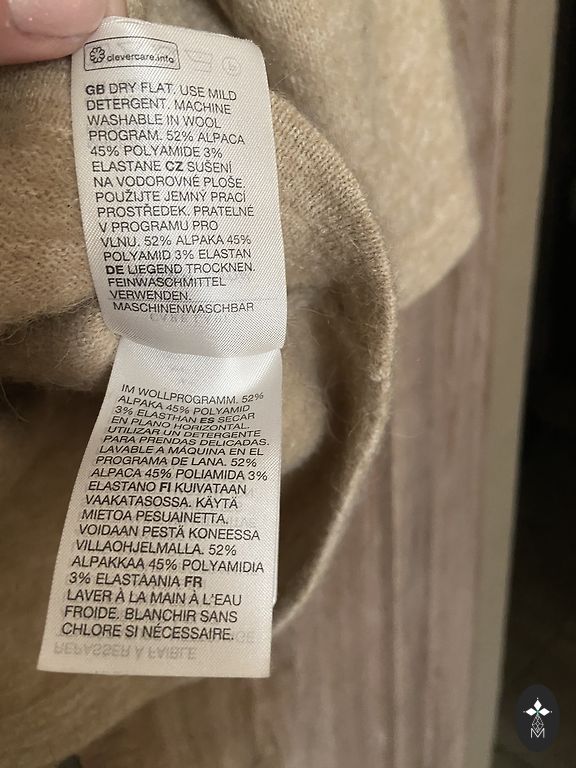 clevercare.info
GB DRY FLAT. USE MILD
DETERGENT. MACHINE
WASHABLE IN WOOL
PROGRAM. 52% ALPACA
45% POLYAMIDE 3%
ELASTANE CZ SUŠENÍ
NA VODOROVNÉ PLOŠE.
POUŽIJTE JEMNÝ PRACÍ
PROSTŘEDEK. PRATELNÉ
V PROGRAMU PRO
VLNU. 52% ALPAKA 45%
POLYAMID 3% ELASTAN
DE LIEGEND TROCKNEN.
FEINWASCHMITTEL
VERWENDEN.
MASCHINENWASCHBAR
IM WOLLPROGRAMM. 52%
ALPAKA 45% POLYAMID
3% ELASTHAN ES SECAR
EN PLANO HORIZONTAL.
UTILIZAR UN DETERGENTE
PARA PRENDAS DELICADAS.
LAVABLE A MÁQUINA EN EL
PROGRAMA DE LANA. 52%
ALPACA 45% POLIAMIDA 3%
ELASTANO FI KUIVATAAN
VAAKATASOSSA. KÄYTÄ
MIETOA PESUAINETTA.
VOIDAAN PESTÄ KONEESSA
VILLAOHJELMALLA. 52%
ALPAKKAA 45% POLYAMIDIA
3% ELASTAANIA FR
LAVER À LA MAIN À L'EAU
FROIDE. BLANCHIR SANS
CHLORE SI NÉCESSAIRE.
REPASSER À FAIBLE
M